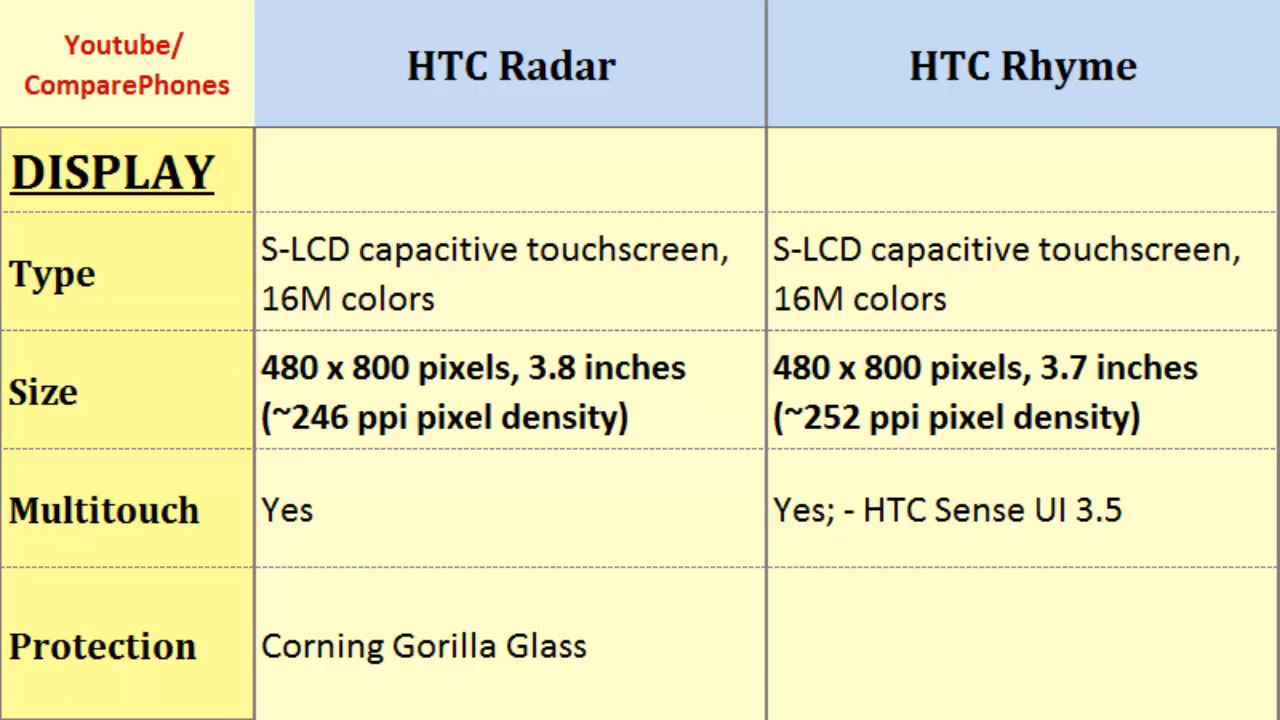 Youtube/
ComparePhones
HTC Radar
HTC Rhyme
DISPLAY
Type
S-LCD capacitive touchscreen,
16M colors
S-LCD capacitive touchscreen,
16M colors
Size
480 x 800 pixels, 3.8 inches
(~246 ppi pixel density)
480 x 800 pixels, 3.7 inches
(~252 ppi pixel density)
Multitouch
Yes
Yes; - HTC Sense UI 3.5
Protection
Corning Gorilla Glass